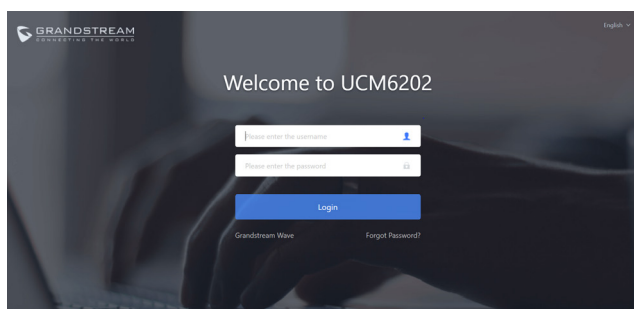 GRANDSTREAM
CONNECTING THE WORLD
English
Welcome to UCM6202
Please enter the username
Please enter the password
Login
Grandstream Wave
Forgot Password?